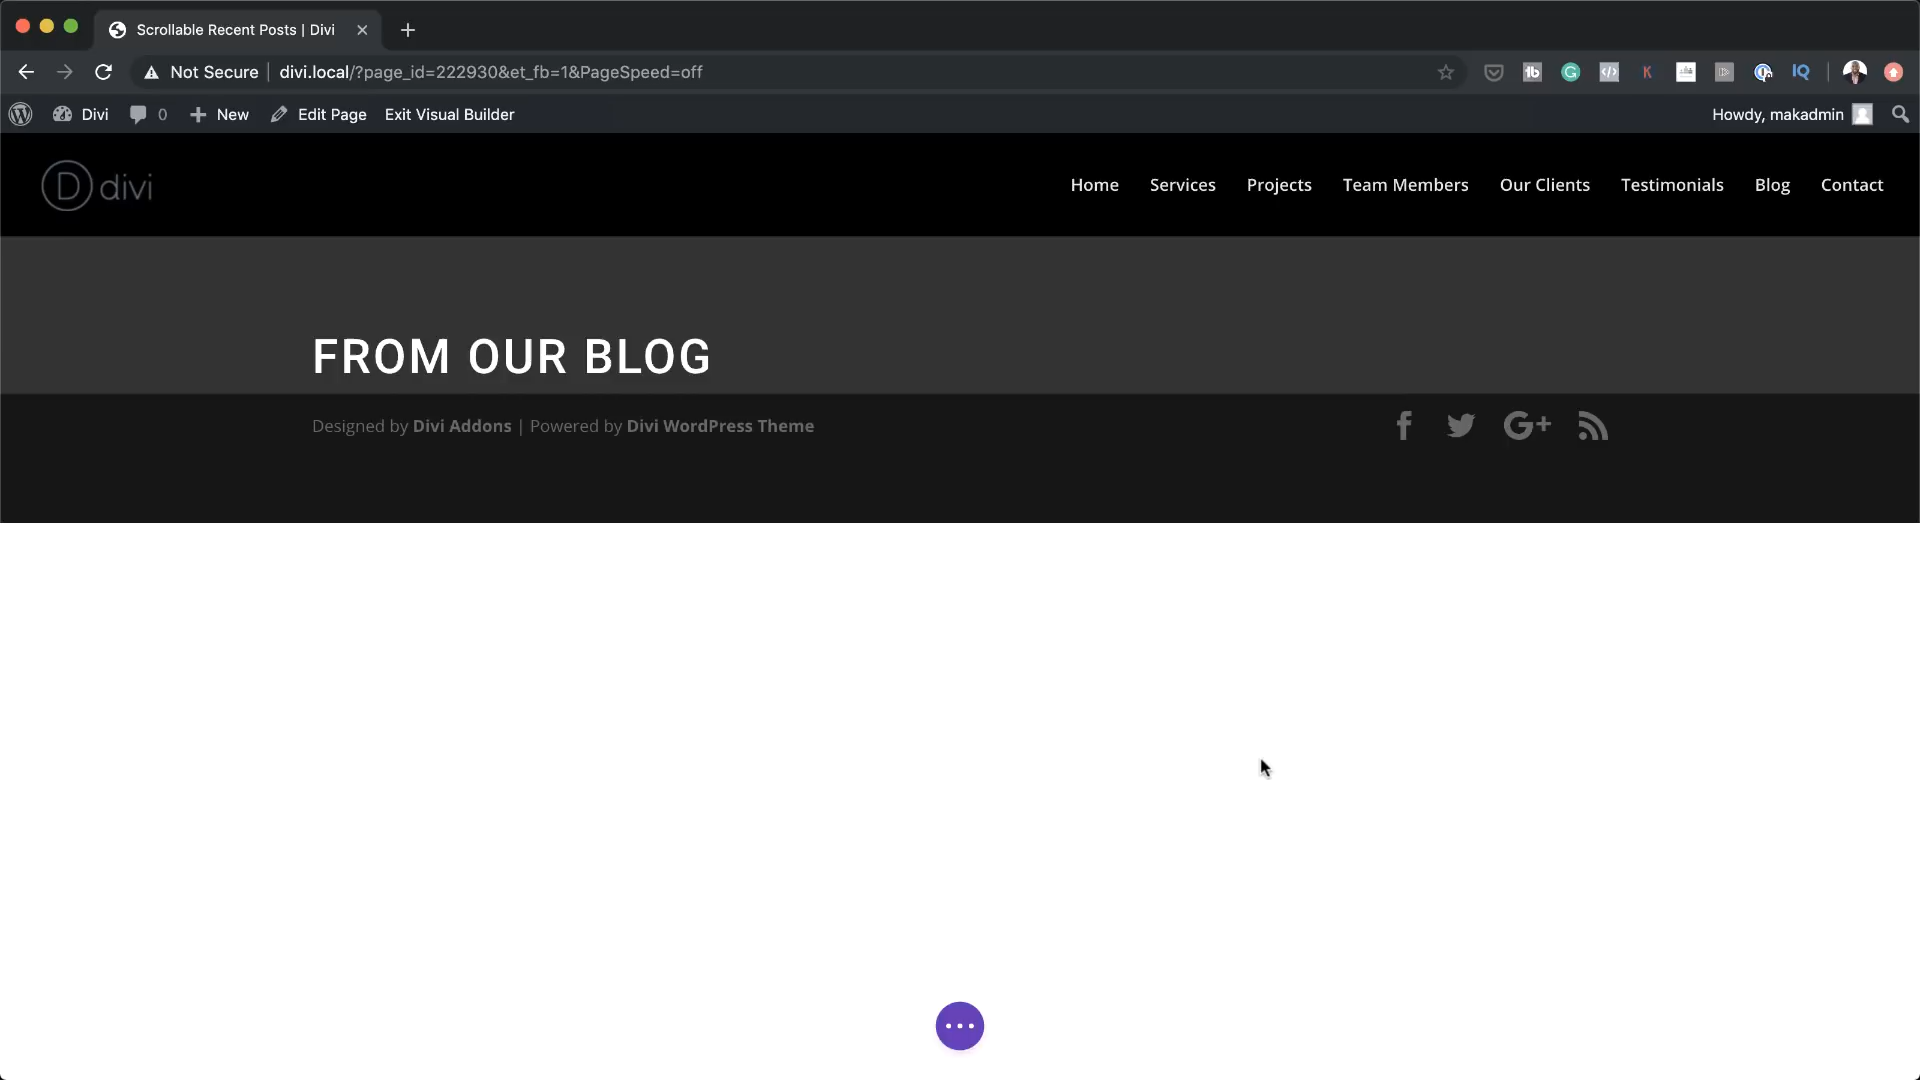 Scrollable Recent Posts | Divi
Not Secure | divi.local/?page_id=222930&et_fb=1&PageSpeed=off
Divi 0 New Edit Page Exit Visual Builder Howdy, makadmin
D divi
Home Services Projects Team Members Our Clients Testimonials Blog Contact
FROM OUR BLOG
Designed by Divi Addons | Powered by Divi WordPress Theme